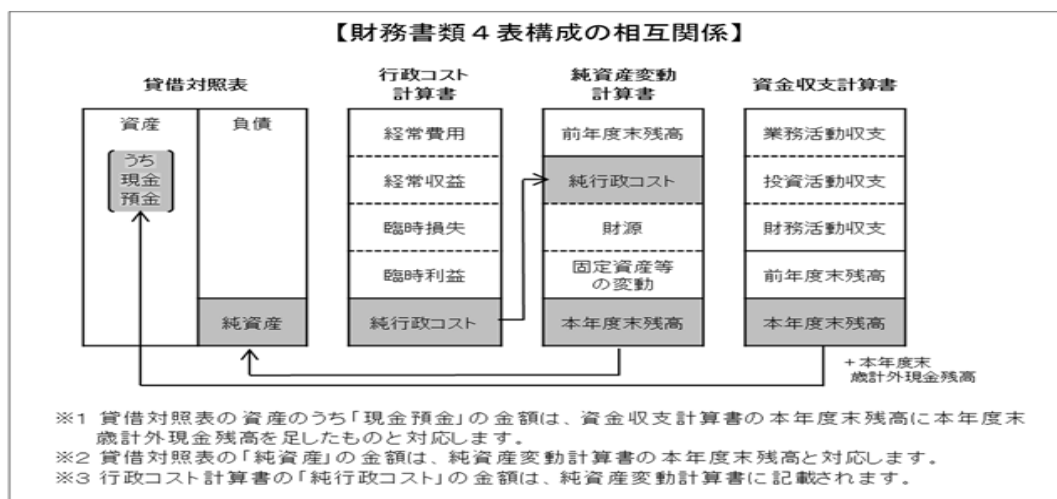 【財務書類４表構成の相互関係】
貸借対照表
資産
うち
現金
預金
負債
純資産
行政コスト
計算書
経常費用
経常収益
臨時損失
臨時利益
純行政コスト
純資産変動
計算書
前年度末残高
純行政コスト
財源
固定資産等
の変動
本年度末残高
資金収支計算書
業務活動収支
投資活動収支
財務活動収支
前年度末残高
本年度末残高
＋本年度末
歳計外現金残高
※1 貸借対照表の資産のうち「現金預金」の金額は、資金収支計算書の本年度末残高に本年度末
歳計外現金残高を足したものと対応します。
※2 貸借対照表の「純資産」の金額は、純資産変動計算書の本年度末残高と対応します。
※3 行政コスト計算書の「純行政コスト」の金額は、純資産変動計算書に記載されます。